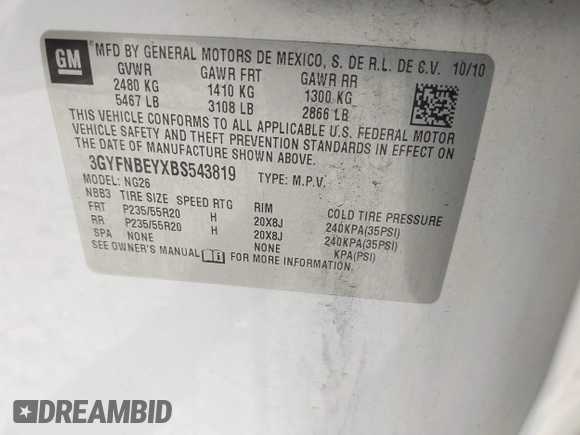 GM
MFD BY GENERAL MOTORS DE MEXICO, S. DE R.L. DE C.V. 10/10
GVWR GAWR FRT GAWR RR
2480 KG 1410 KG 1300 KG
5467 LB 3108 LB 2866 LB
THIS VEHICLE CONFORMS TO ALL APPLICABLE U.S. FEDERAL MOTOR
VEHICLE SAFETY AND THEFT PREVENTION STANDARDS IN EFFECT ON
THE DATE OF MANUFACTURE SHOWN ABOVE.
3GYFNBEYXBS543819 TYPE: M.P.V.
MODEL: NG26
NBB3 TIRE SIZE SPEED RTG RIM COLD TIRE PRESSURE
FRT P235/55R20 H 20X8J 240KPA(35PSI)
RR P235/55R20 H 20X8J 240KPA(35PSI)
SPA NONE NONE KPA(PSI)
SEE OWNER'S MANUAL FOR MORE INFORMATION.
DREAMBID